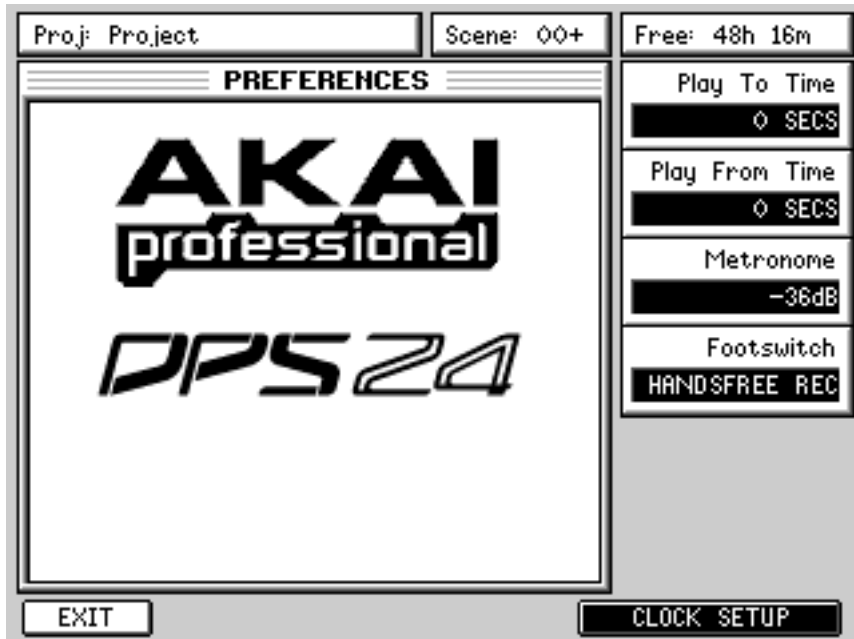 Proj: Project
Scene: 00+
Free: 48h 16m
PREFERENCES
AKAI
professional
DPS24
Play To Time
0 SECS
Play From Time
0 SECS
Metronome
-36dB
Footswitch
HANDSFREE REC
EXIT
CLOCK SETUP